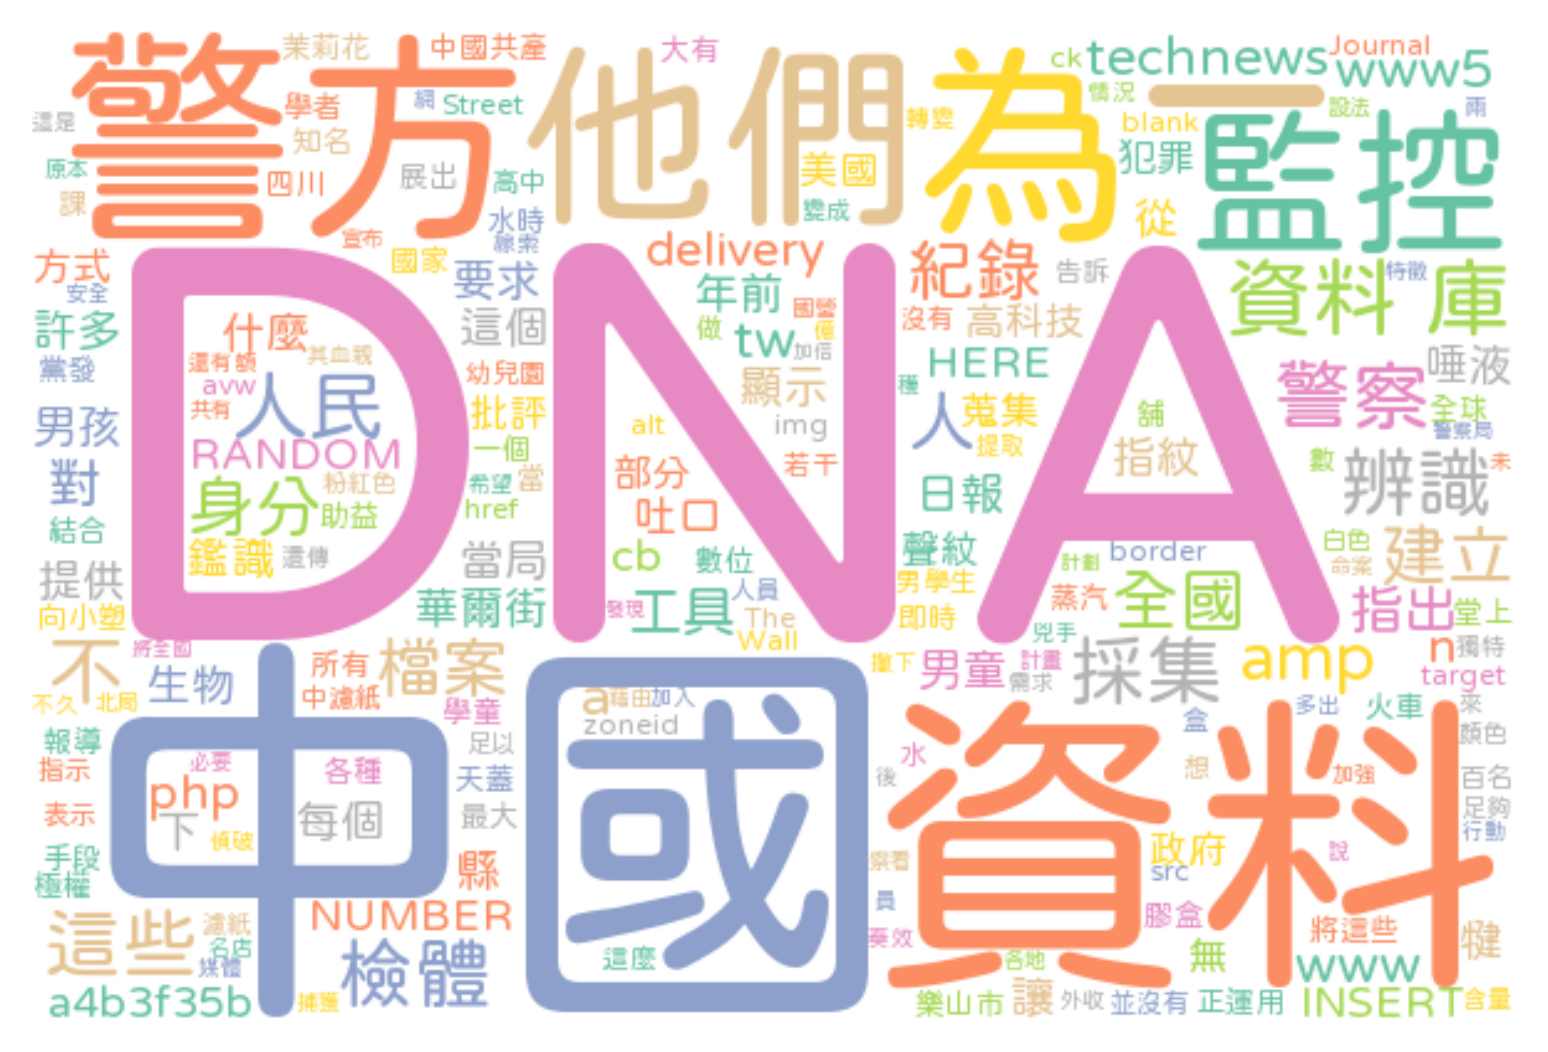 警方 他們 為 一 監控
茉莉花 中國共產 大有 ck technews Journal www5
這是 學者 網 Street 轉變 情況 blank 設法 兩
原本 知名 展出 高中 美國 犯罪
課 四川 水時 變成 從
宣布 線索
方式 國家 要求 delivery 紀錄 告訴 資料 庫 特徵
安全 年前 國營
DNA
許多 什麼 這個 做 tw 億 沒有 高科技
還有額 其血親 加信 HERE 唾液
黨發 avw 人民 幼兒園 顯示 穫 警察
男孩 共有 批評 alt img 人 蒐集 舖 全球
RANDOM 一個 提取 指紋 警察局
對 粉紅色 希望 當 部分 若干 日報 數 辨識 未
身分 助益 href 吐口
結合 鑑識 遺傳 當局 cb 數位 聲紋 border 白色 建立
提供 人員 男學生 計劃 命案
向小塑 華爾街 發現 工具 The 即時 蒸汽 全國 指出 堂上
將全國 Wall 兇手
不 生物 所有 檔案 撤下 男童 計畫 採集 amp n 獨特
中濾紙 a 藉由 加入 需求 target
不久 北局 學童 zoneid 盒 多出 火車 來
中國 資料
報導 必要 足以 水 顏色
指示 php 各種 天蓋 後 想 加強 百名
表示 下 每個 最大 足夠
偵破 政府 說 行動
手段 縣 察看 src
極權 NUMBER 員 膠盒
這些 濾紙 奏效 將這些 犍
名店 檢體 這麼 各地 無 www
媒體
a4b3f35b 捕獲 樂山市 讓 外收 並沒有 正運用 INSERT 含量